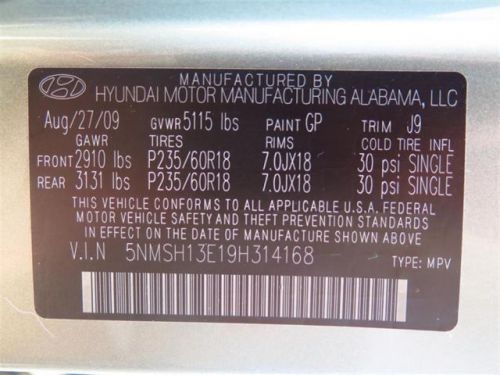 MANUFACTURED BY
HYUNDAI MOTOR MANUFACTURING ALABAMA, LLC
Aug/27/09 GVWR 5115 lbs PAINT GP TRIM J9
GAWR TIRES RIMS COLD TIRE INFL
FRONT 2910 lbs P235/60R18 7.0JX18 30 psi SINGLE
REAR 3131 lbs P235/60R18 7.0JX18 30 psi SINGLE
THIS VEHICLE CONFORMS TO ALL APPLICABLE FEDERAL
MOTOR VEHICLE SAFETY AND THEFT PREVENTION STANDARDS
IN EFFECT ON THE DATE OF MANUFACTURE SHOWN ABOVE
V.I.N 5NMSH13E19H314168
TYPE: MPV